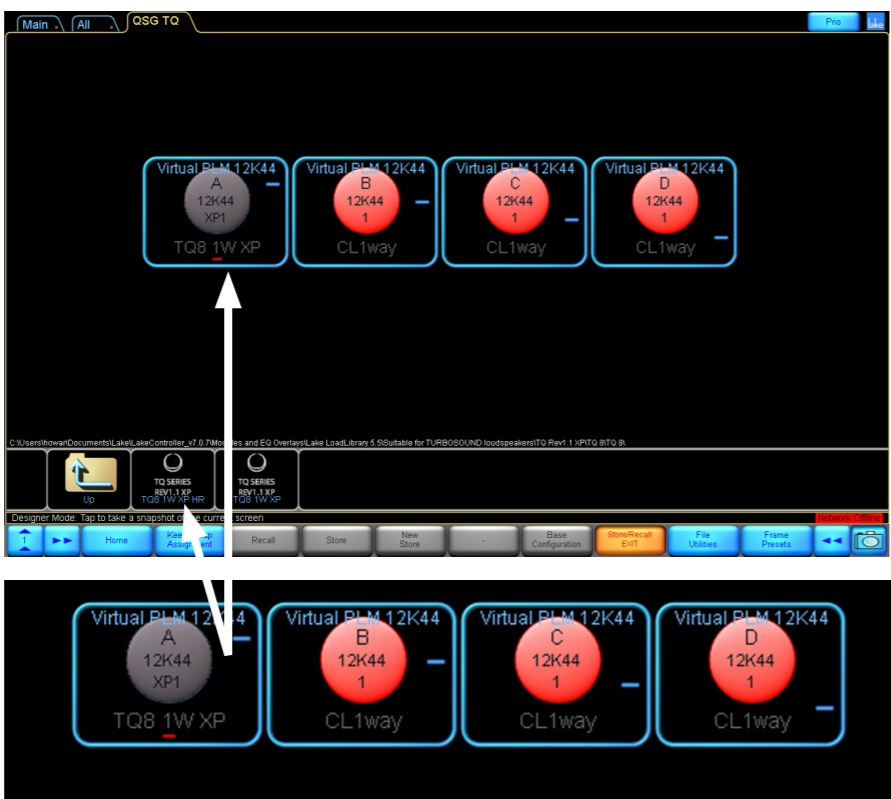 Main
All
QSG TQ
Prio
lake
Virtual PLM 12K44
A
12K44
XP1
TQ8 1W XP
Virtual PLM 12K44
B
12K44
1
CL1way
Virtual PLM 12K44
C
12K44
1
CL1way
Virtual PLM 12K44
D
12K44
1
CL1way
C:\Users\howar\Documents\Lake\LakeController_v7.0.7\Modules and EQ Overlays\Lake LoadLibrary 5.5\Suitable for TURBOSOUND loudspeakers\TQ Rev1.1 XP\TQ 8\TQ 8\
Up
TQ SERIES
REV1.1 XP
TQ8 1W XP HR
TQ SERIES
REV1.1 XP
TQ8 1W XP
Designer Mode: Tap to take a snapshot of the current screen
Network Offline
1
Home
Assignment
Recall
Store
New
Store
-
Base
Configuration
Store/Recall
EXIT
File
Utilities
Frame
Presets
Virtual PLM 12K44
A
12K44
XP1
TQ8 1W XP
Virtual PLM 12K44
B
12K44
1
CL1way
Virtual PLM 12K44
C
12K44
1
CL1way
Virtual PLM 12K44
D
12K44
1
CL1way